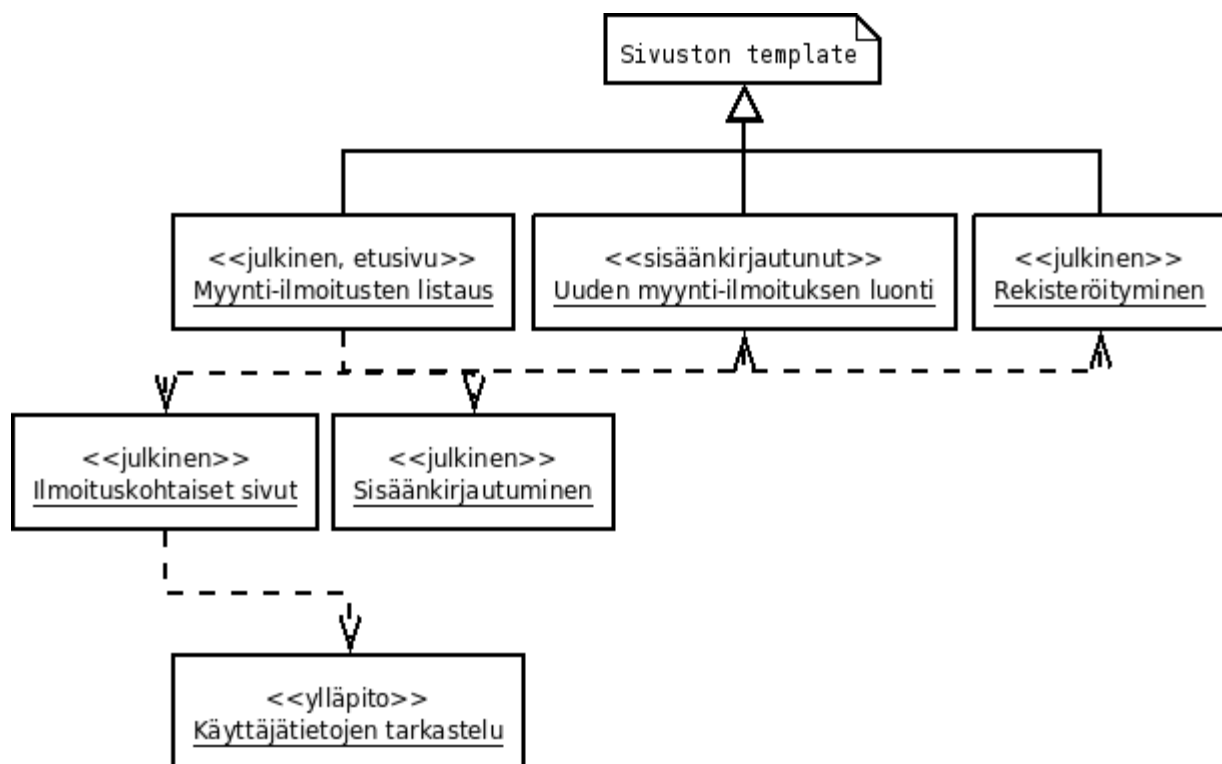 Sivuston template
<<julkinen, etusivu>>
Myynti-ilmoitusten listaus
<<sisäänkirjautunut>>
Uuden myynti-ilmoituksen luonti
<<julkinen>>
Rekisteröityminen
<<julkinen>>
Ilmoituskohtaiset sivut
<<julkinen>>
Sisäänkirjautuminen
<<ylläpito>>
Käyttäjätietojen tarkastelu